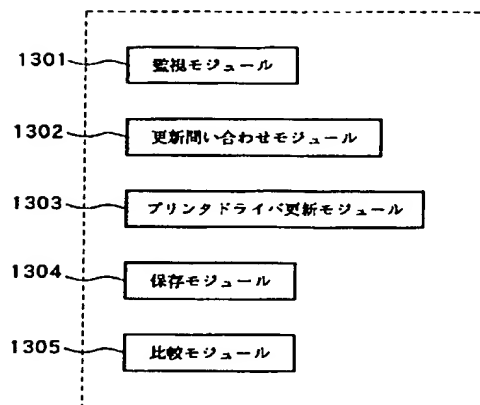 1301 監視モジュール
1302 更新問い合わせモジュール
1303 プリンタドライバ更新モジュール
1304 保存モジュール
1305 比較モジュール